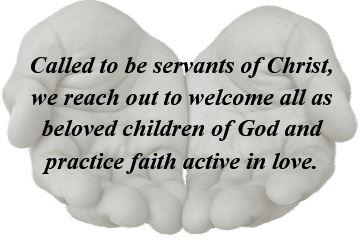 Called to be servants of Christ,
we reach out to welcome all as
beloved children of God and
practice faith active in love.